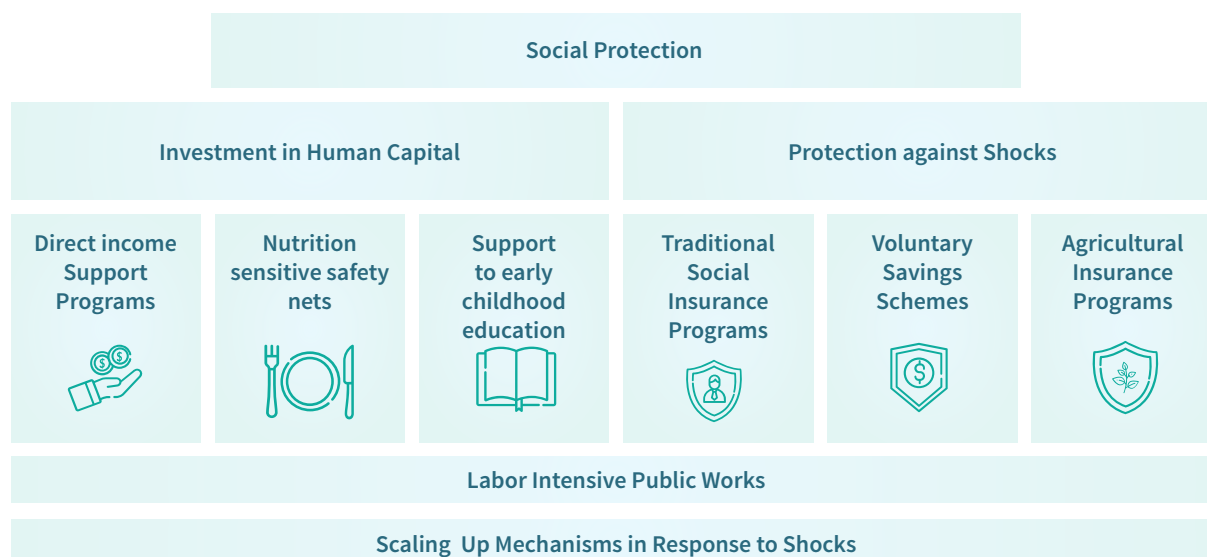 Social Protection
Investment in Human Capital
Protection against Shocks
Direct income
Support
Programs
Nutrition
sensitive safety
nets
Support
to early
childhood
education
Traditional
Social
Insurance
Programs
Voluntary
Savings
Schemes
Agricultural
Insurance
Programs
$ $
$
Labor Intensive Public Works
Scaling  Up Mechanisms in Response to Shocks